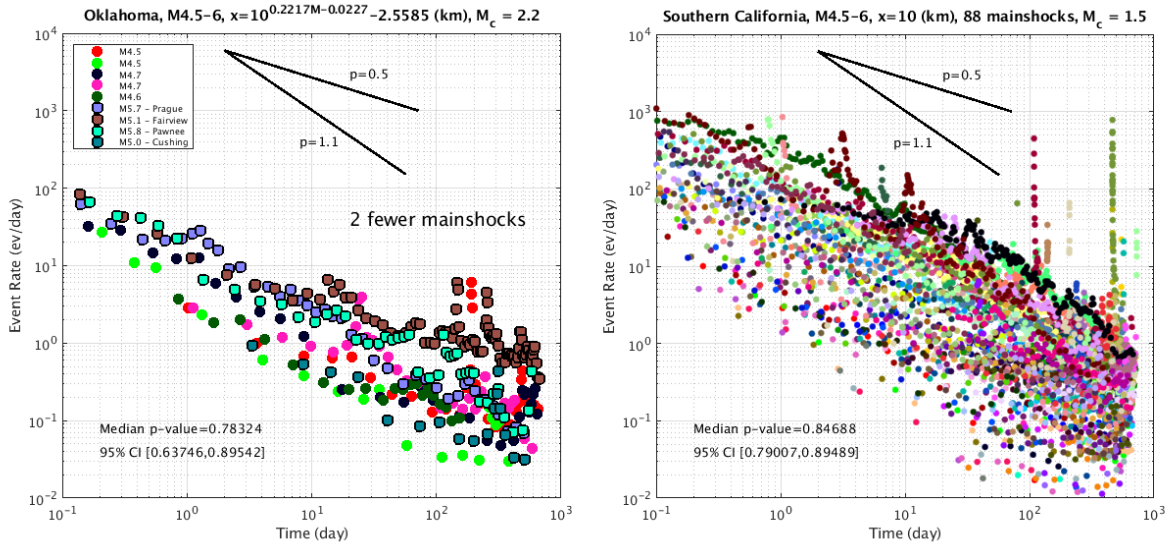 Oklahoma, M4.5-6, x=10^0.2217M-0.0227-2.5585 (km), M_c = 2.2
10^4
10^3
10^2
10^1
10^0
10^-1
10^-2
Event Rate (ev/day)
M4.5
M4.5
M4.7
M4.7
M4.6
M5.7 - Prague
M5.1 - Fairview
M5.8 - Pawnee
M5.0 - Cushing
p=0.5
p=1.1
2 fewer mainshocks
Median p-value=0.78324
95% CI [0.63746,0.89542]
10^-1 10^0 10^1 10^2 10^3
Time (day)
Southern California, M4.5-6, x=10 (km), 88 mainshocks, M_c = 1.5
10^4
10^3
10^2
10^1
10^0
10^-1
10^-2
Event Rate (ev/day)
p=0.5
p=1.1
Median p-value=0.84688
95% CI [0.79007,0.89489]
10^-1 10^0 10^1 10^2 10^3
Time (day)